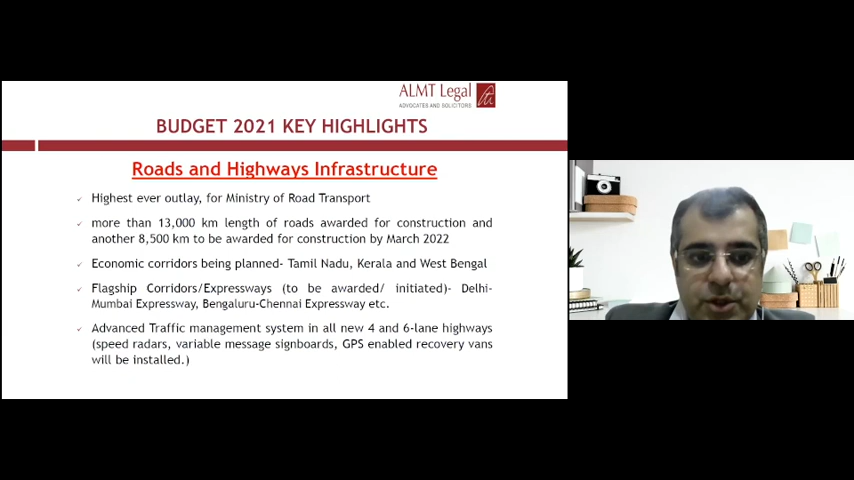 ALMT Legal
ADVOCATES AND SOLICITORS
BUDGET 2021 KEY HIGHLIGHTS
Roads and Highways Infrastructure
✓ Highest ever outlay, for Ministry of Road Transport
✓ more than 13,000 km length of roads awarded for construction and
another 8,500 km to be awarded for construction by March 2022
✓ Economic corridors being planned- Tamil Nadu, Kerala and West Bengal
✓ Flagship Corridors/Expressways (to be awarded/ initiated)- Delhi-
Mumbai Expressway, Bengaluru-Chennai Expressway etc.
✓ Advanced Traffic management system in all new 4 and 6-lane highways
(speed radars, variable message signboards, GPS enabled recovery vans
will be installed.)